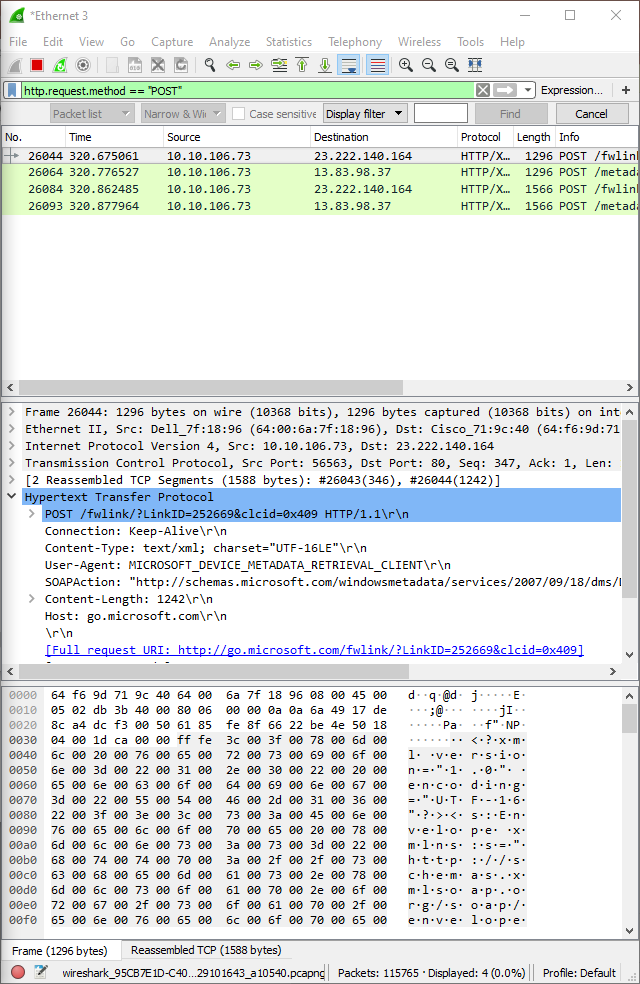 *Ethernet 3
File Edit View Go Capture Analyze Statistics Telephony Wireless Tools Help
http.request.method == "POST" Expression... +
Packet list Narrow & Wi Case sensitive Display filter Find Cancel
No. Time Source Destination Protocol Length Info
26044 320.675061 10.10.106.73 23.222.140.164 HTTP/X... 1296 POST /fwlink
26064 320.776527 10.10.106.73 13.83.98.37 HTTP/X... 1296 POST /metada
26084 320.862485 10.10.106.73 23.222.140.164 HTTP/X... 1566 POST /fwlink
26093 320.877964 10.10.106.73 13.83.98.37 HTTP/X... 1566 POST /metada
Frame 26044: 1296 bytes on wire (10368 bits), 1296 bytes captured (10368 bits) on int
Ethernet II, Src: Dell_7f:18:96 (64:00:6a:7f:18:96), Dst: Cisco_71:9c:40 (64:f6:9d:71
Internet Protocol Version 4, Src: 10.10.106.73, Dst: 23.222.140.164
Transmission Control Protocol, Src Port: 56563, Dst Port: 80, Seq: 347, Ack: 1, Len:
[2 Reassembled TCP Segments (1588 bytes): #26043(346), #26044(1242)]
Hypertext Transfer Protocol
POST /fwlink/?LinkID=252669&clcid=0x409 HTTP/1.1\r\n
Connection: Keep-Alive\r\n
Content-Type: text/xml; charset="UTF-16LE"\r\n
User-Agent: MICROSOFT_DEVICE_METADATA_RETRIEVAL_CLIENT\r\n
SOAPAction: "http://schemas.microsoft.com/windowsmetadata/services/2007/09/18/dms/
Content-Length: 1242\r\n
Host: go.microsoft.com\r\n
\r\n
[Full request URI: http://go.microsoft.com/fwlink/?LinkID=252669&clcid=0x409]
0000 64 f6 9d 71 9c 40 64 00 6a 7f 18 96 08 00 45 00 d··q·@d· j·····E·
0010 05 02 db 3b 40 00 80 06 00 00 0a 0a 6a 49 17 de ···;@··· ····jI··
0020 8c a4 dc f3 00 50 61 85 fe 8f 66 22 be 4e 50 18 ·····Pa· ··f"·NP·
0030 04 00 1d ca 00 00 ff fe 3c 00 3f 00 78 00 6d 00 ········ <·?·x·m·
0040 6c 00 20 00 76 00 65 00 72 00 73 00 69 00 6f 00 l· ·v·e· r·s·i·o·
0050 6e 00 3d 00 22 00 31 00 2e 00 30 00 22 00 20 00 n·=·"·1· .·0·"· ·
0060 65 00 6e 00 63 00 6f 00 64 00 69 00 6e 00 67 00 e·n·c·o· d·i·n·g·
0070 3d 00 22 00 55 00 54 00 46 00 2d 00 31 00 36 00 =·"·U·T· F·-·1·6·
0080 22 00 3f 00 3e 00 3c 00 73 00 3a 00 45 00 6e 00 "·?·>·<· s·:·E·n·
0090 76 00 65 00 6c 00 6f 00 70 00 65 00 20 00 78 00 v·e·l·o· p·e· ·x·
00a0 6d 00 6c 00 6e 00 73 00 3a 00 73 00 3d 00 22 00 m·l·n·s· :·s·=·"·
00b0 68 00 74 00 74 00 70 00 3a 00 2f 00 2f 00 73 00 h·t·t·p· :·/·/·s·
00c0 63 00 68 00 65 00 6d 00 61 00 73 00 2e 00 78 00 c·h·e·m· a·s·.·x·
00d0 6d 00 6c 00 73 00 6f 00 61 00 70 00 2e 00 6f 00 m·l·s·o· a·p·.·o·
00e0 72 00 67 00 2f 00 73 00 6f 00 61 00 70 00 2f 00 r·g·/·s· o·a·p·/·
00f0 65 00 6e 00 76 00 65 00 6c 00 6f 00 70 00 65 00 e·n·v·e· l·o·p·e·
Frame (1296 bytes) Reassembled TCP (1588 bytes)
wireshark_95CB7E1D-C40...29101643_a10540.pcapng Packets: 115765 · Displayed: 4 (0.0%) Profile: Default